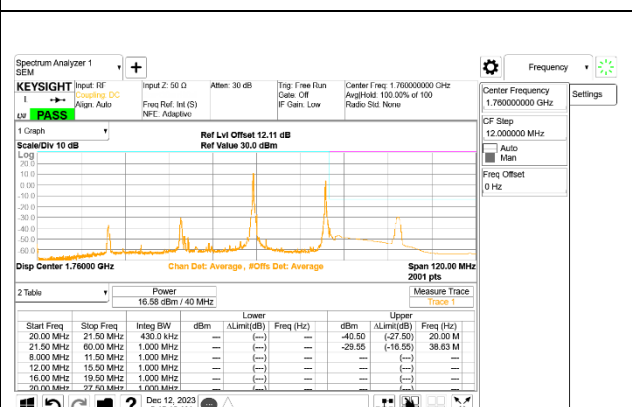 Spectrum Analyzer 1
SEM
+
Frequency
KEYSIGHT
Input: RF
Coupling: DC
Align: Auto
Input Z: 50 Ω
Freq Ref: Int (S)
NFE: Adaptive
Atten: 30 dB
Trig: Free Run
Gate: Off
IF Gain: Low
Center Freq: 1.760000000 GHz
Avg|Hold: 100.00% of 100
Radio Std: None
PASS
Center Frequency
1.760000000 GHz
Settings
CF Step
12.000000 MHz
Auto
Man
Freq Offset
0 Hz
1 Graph
Scale/Div 10 dB
Ref Lvl Offset 12.11 dB
Ref Value 30.0 dBm
Log
20.0
10.0
0.00
-10.0
-20.0
-30.0
-40.0
-50.0
-60.0
Disp Center 1.76000 GHz
Chan Det: Average , #Offs Det: Average
Span 120.00 MHz
2001 pts
2 Table
Power
16.58 dBm / 40 MHz
Measure Trace
Trace 1
Lower Upper
Start Freq Stop Freq Integ BW dBm ΔLimit(dB) Freq (Hz) dBm ΔLimit(dB) Freq (Hz)
20.00 MHz 21.50 MHz 430.0 kHz --- (---) --- -40.50 (-27.50) 20.00 M
21.50 MHz 60.00 MHz 1.000 MHz --- (---) --- -29.55 (-16.55) 38.63 M
8.000 MHz 11.50 MHz 1.000 MHz --- (---) --- --- (---) ---
12.00 MHz 15.50 MHz 1.000 MHz --- (---) --- --- (---) ---
16.00 MHz 19.50 MHz 1.000 MHz --- (---) --- --- (---) ---
20.00 MHz 27.50 MHz 1.000 MHz --- (---) --- --- (---) ---
?
Dec 12, 2023